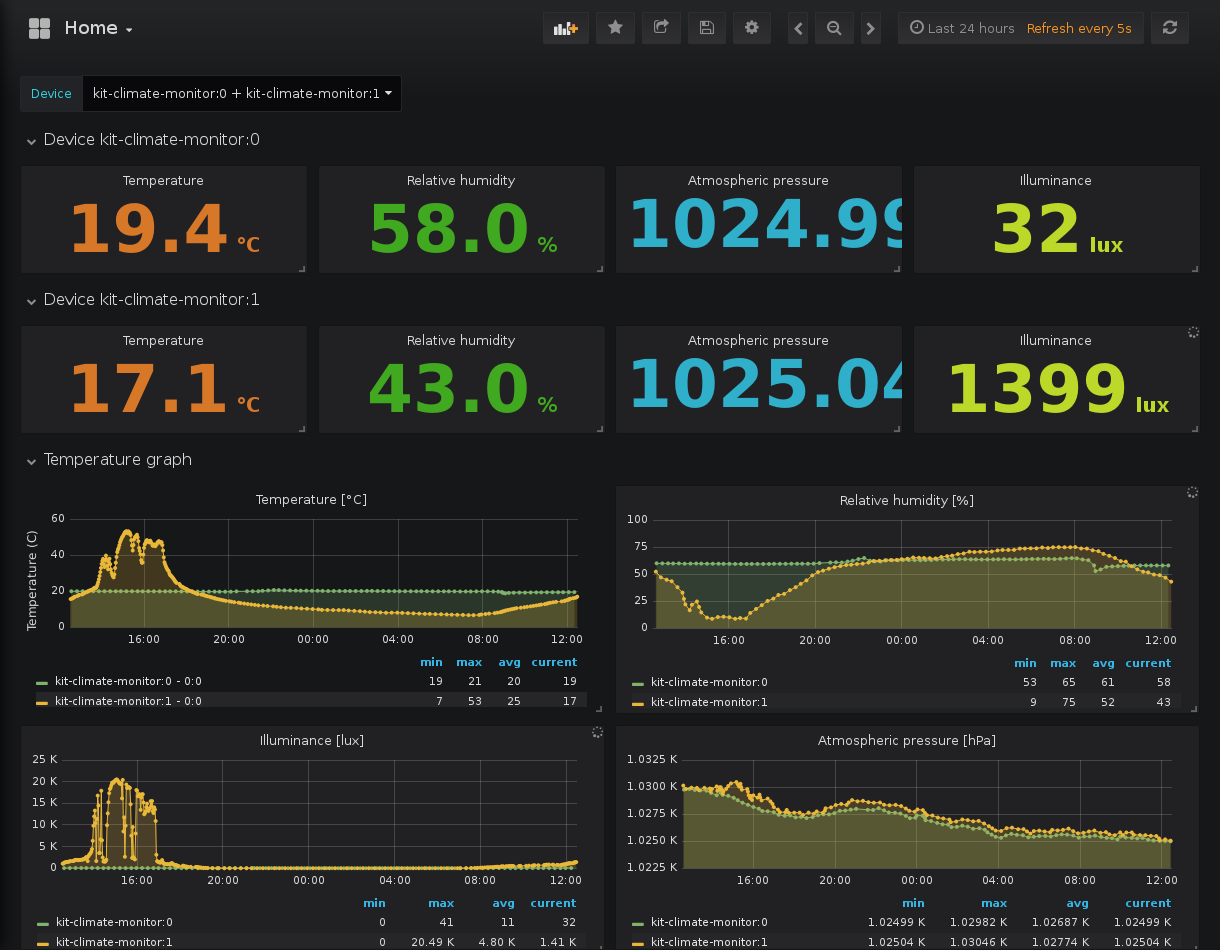 Home
Last 24 hours Refresh every 5s
Device kit-climate-monitor:0 + kit-climate-monitor:1
Device kit-climate-monitor:0
Temperature Relative humidity Atmospheric pressure Illuminance
19.4 °C 58.0 % 1024.99 32 lux
Device kit-climate-monitor:1
Temperature Relative humidity Atmospheric pressure Illuminance
17.1 °C 43.0 % 1025.04 1399 lux
Temperature graph
Temperature [°C]
Temperature (C)
60
40
20
0
16:00 20:00 00:00 04:00 08:00 12:00
min max avg current
kit-climate-monitor:0 - 0:0 19 21 20 19
kit-climate-monitor:1 - 0:0 7 53 25 17
Relative humidity [%]
100
75
50
25
0
16:00 20:00 00:00 04:00 08:00 12:00
min max avg current
kit-climate-monitor:0 53 65 61 58
kit-climate-monitor:1 9 75 52 43
Illuminance [lux]
25 K
20 K
15 K
10 K
5 K
0
16:00 20:00 00:00 04:00 08:00 12:00
min max avg current
kit-climate-monitor:0 0 41 11 32
kit-climate-monitor:1 0 20.49 K 4.80 K 1.41 K
Atmospheric pressure [hPa]
1.0325 K
1.0300 K
1.0275 K
1.0250 K
1.0225 K
16:00 20:00 00:00 04:00 08:00 12:00
min max avg current
kit-climate-monitor:0 1.02499 K 1.02982 K 1.02687 K 1.02499 K
kit-climate-monitor:1 1.02504 K 1.03046 K 1.02774 K 1.02504 K